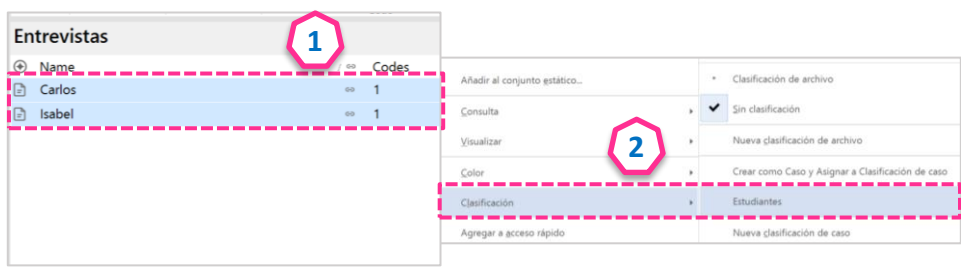 Entrevistas
1
Name Codes
Carlos 1
Isabel 1
Añadir al conjunto estático...
Consulta
Visualizar
2
Color
Clasificación
Agregar a acceso rápido
Clasificación de archivo
Sin clasificación
Nueva clasificación de archivo
Crear como Caso y Asignar a Clasificación de caso
Estudiantes
Nueva clasificación de caso